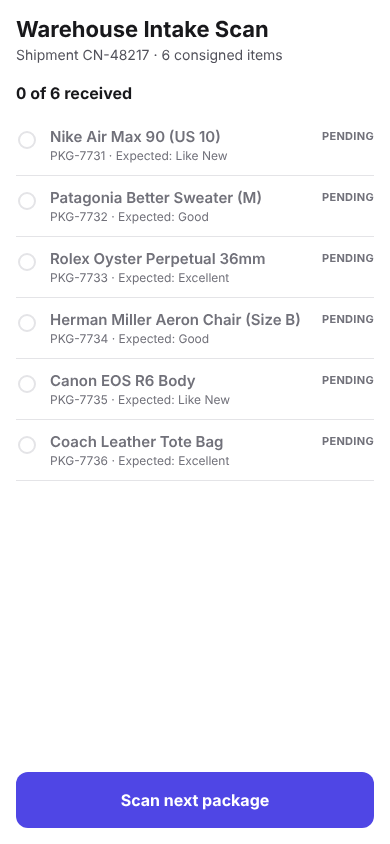 Warehouse Intake Scan
Shipment CN-48217 · 6 consigned items
0 of 6 received
Nike Air Max 90 (US 10) PENDING
PKG-7731 · Expected: Like New
Patagonia Better Sweater (M) PENDING
PKG-7732 · Expected: Good
Rolex Oyster Perpetual 36mm PENDING
PKG-7733 · Expected: Excellent
Herman Miller Aeron Chair (Size B) PENDING
PKG-7734 · Expected: Good
Canon EOS R6 Body PENDING
PKG-7735 · Expected: Like New
Coach Leather Tote Bag PENDING
PKG-7736 · Expected: Excellent
Scan next package